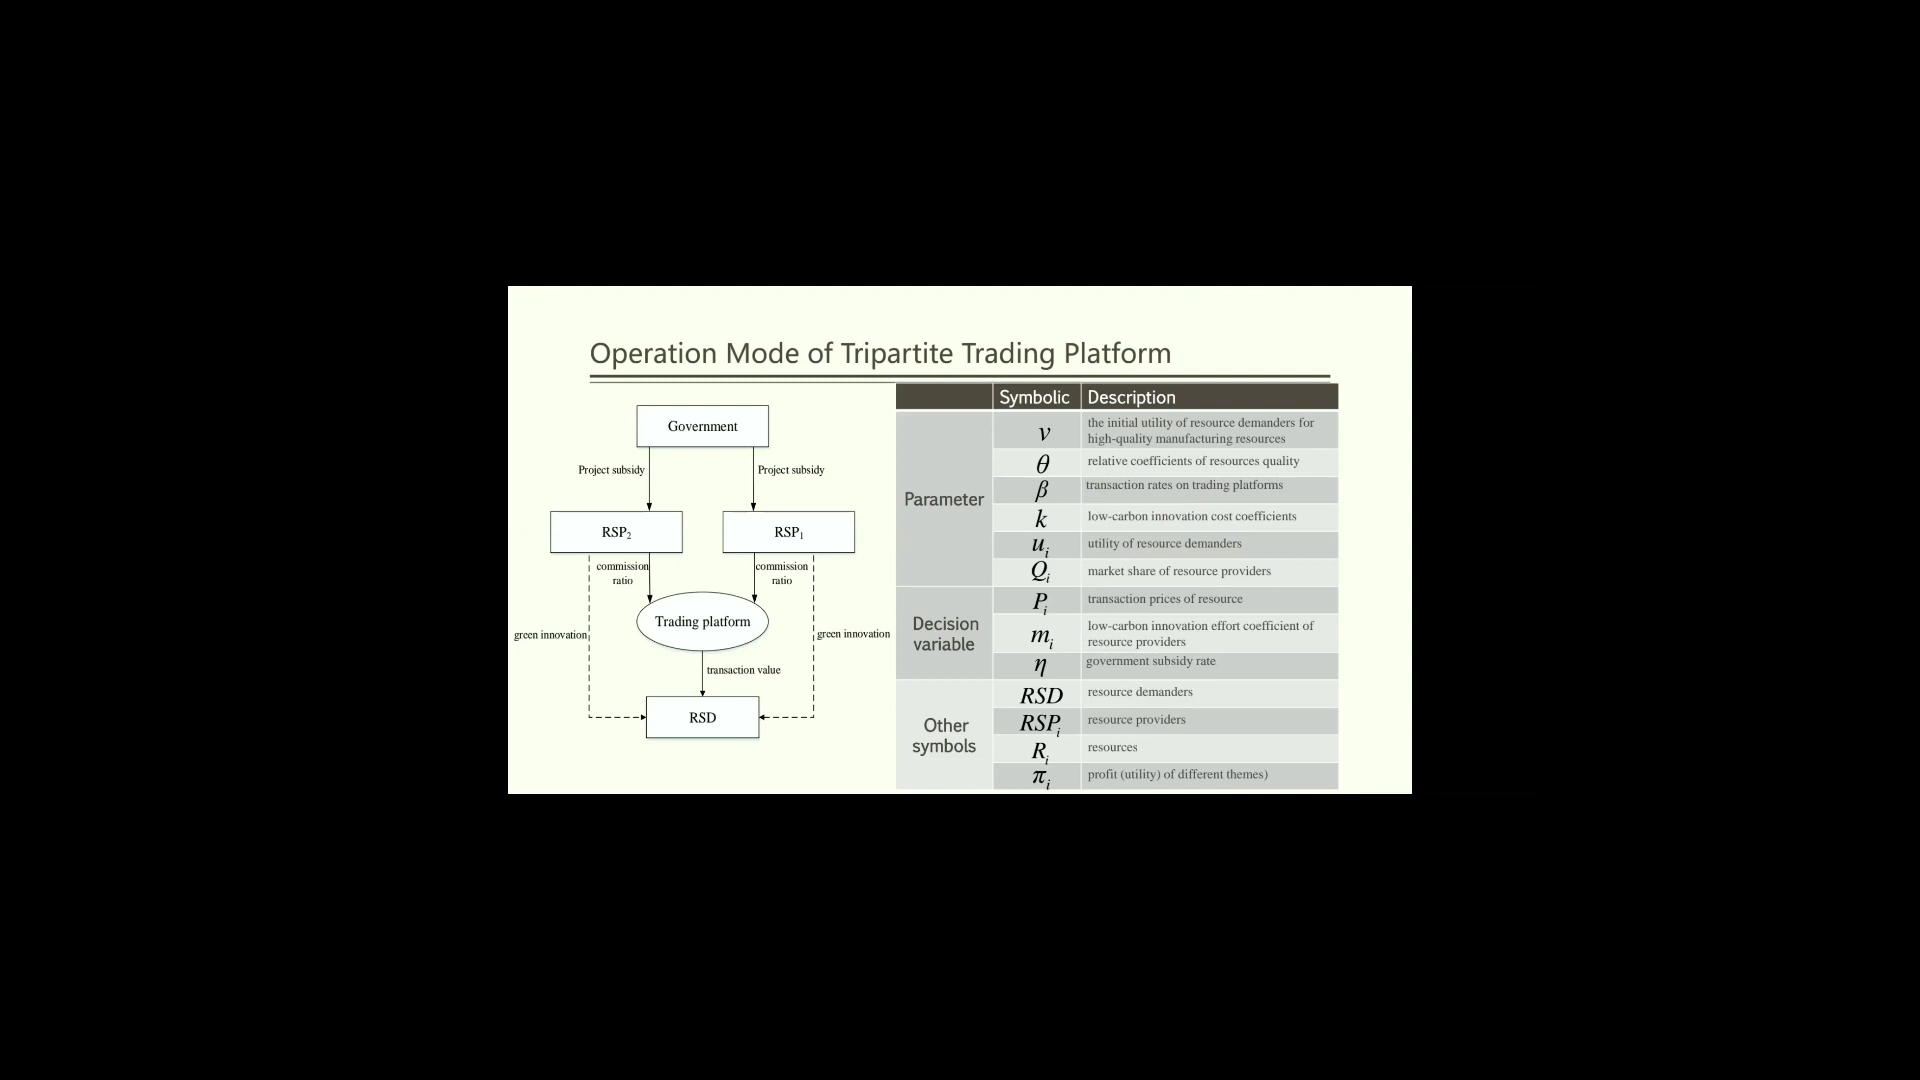 Operation Mode of Tripartite Trading Platform
Government
Project subsidy
Project subsidy
RSP₂
RSP₁
commission
ratio
commission
ratio
Trading platform
green innovation
green innovation
transaction value
RSD
Symbolic Description
Parameter
v the initial utility of resource demanders for
high-quality manufacturing resources
θ relative coefficients of resources quality
β transaction rates on trading platforms
k low-carbon innovation cost coefficients
uᵢ utility of resource demanders
Qᵢ market share of resource providers
Decision
variable
Pᵢ transaction prices of resource
mᵢ low-carbon innovation effort coefficient of
resource providers
η government subsidy rate
Other
symbols
RSD resource demanders
RSPᵢ resource providers
Rᵢ resources
πᵢ profit (utility) of different themes)